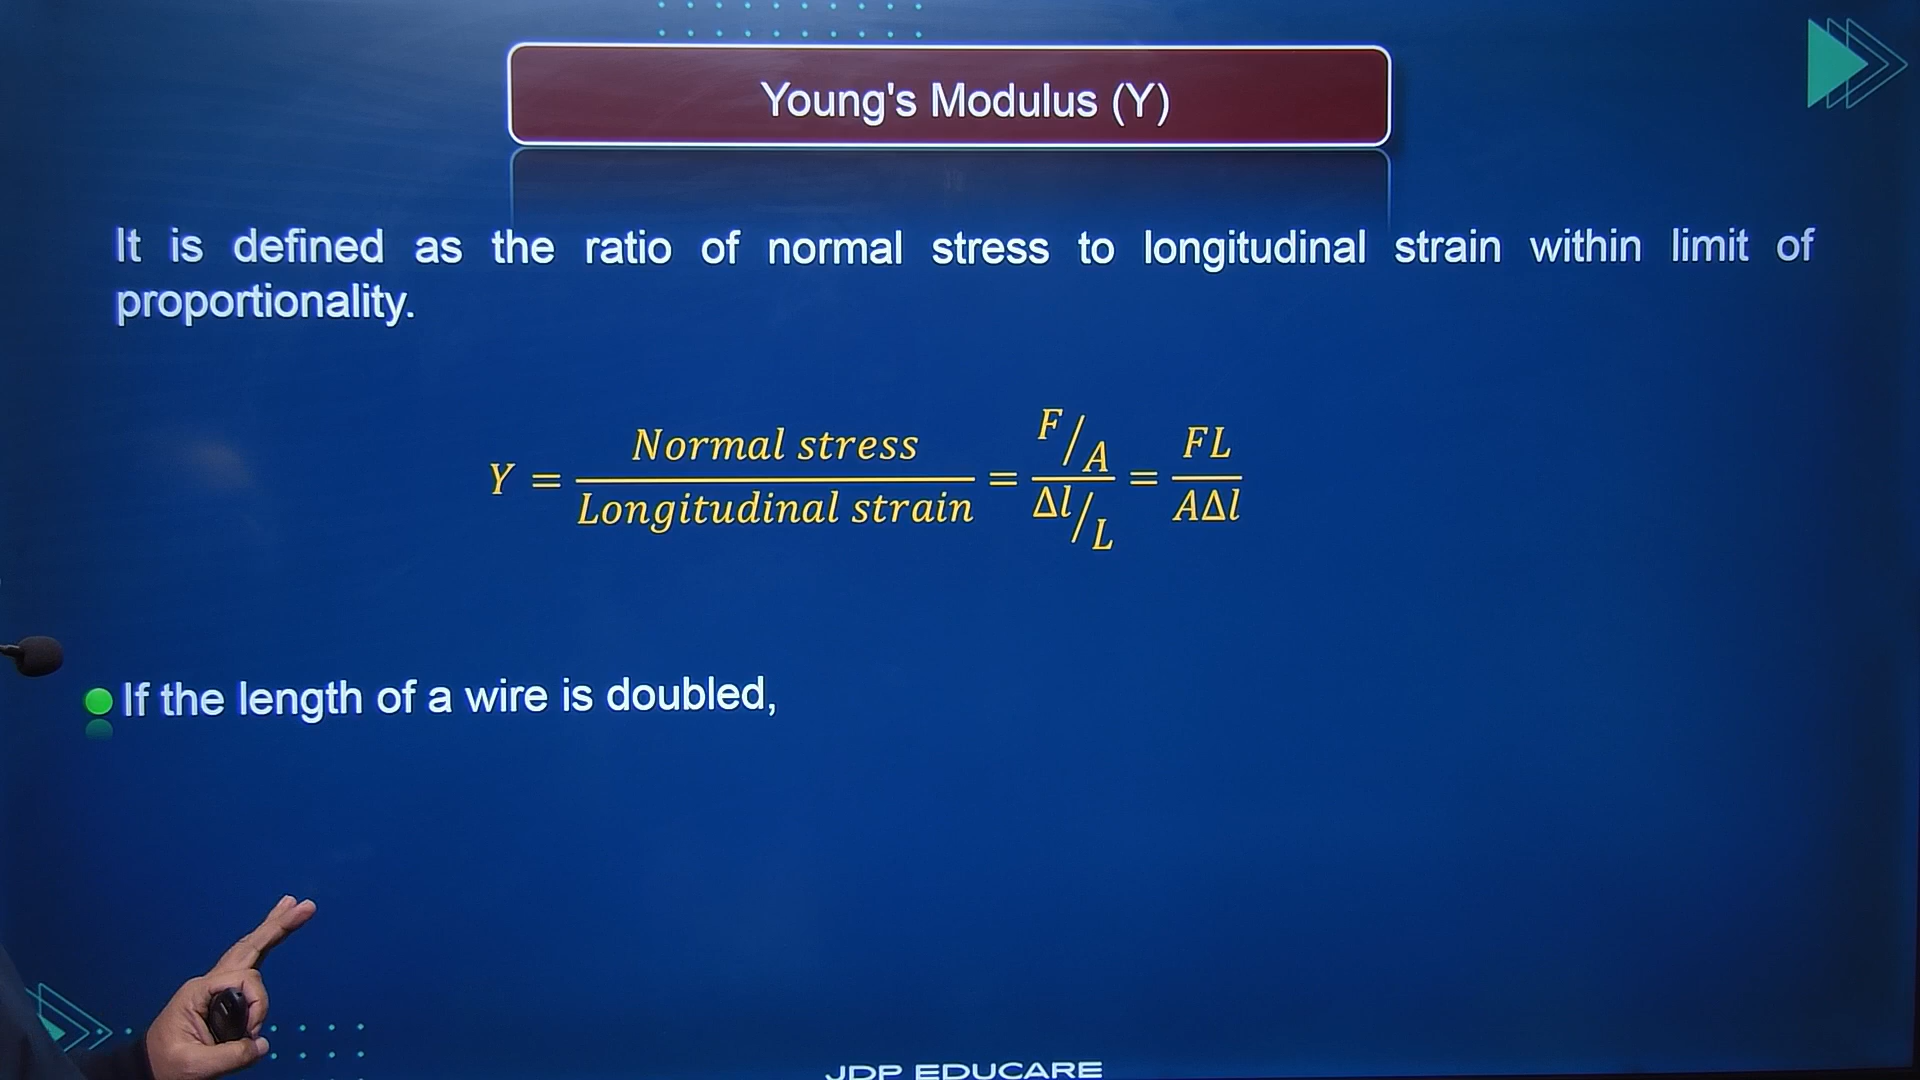 Young's Modulus (Y)
It is defined as the ratio of normal stress to longitudinal strain within limit of
proportionality.
Y = Normal stress / Longitudinal strain = F/A / Δl/L = FL / AΔl
If the length of a wire is doubled,
JDP EDUCARE